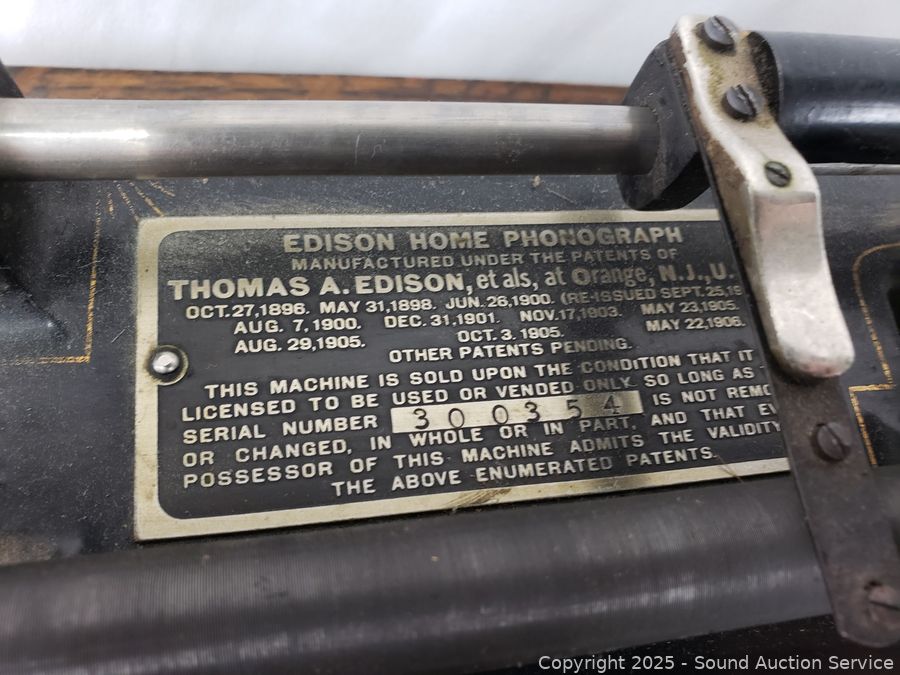 EDISON HOME PHONOGRAPH
MANUFACTURED UNDER THE PATENTS OF
THOMAS A. EDISON, et als, at Orange, N.J., U.
OCT. 27, 1896. MAY 31, 1898. JUN. 26, 1900. (RE-ISSUED SEPT. 25, 19
AUG. 7, 1900. DEC. 31, 1901. NOV. 17, 1903. MAY 23, 1905.
AUG. 29, 1905. OCT. 3. 1905. MAY 22, 1906.
OTHER PATENTS PENDING.
THIS MACHINE IS SOLD UPON THE CONDITION THAT IT
LICENSED TO BE USED OR VENDED ONLY SO LONG AS
SERIAL NUMBER 300354 IS NOT REMO
OR CHANGED, IN WHOLE OR IN PART, AND THAT EV
POSSESSOR OF THIS MACHINE ADMITS THE VALIDITY
THE ABOVE ENUMERATED PATENTS.
Copyright © 2025 - Sound Auction Service